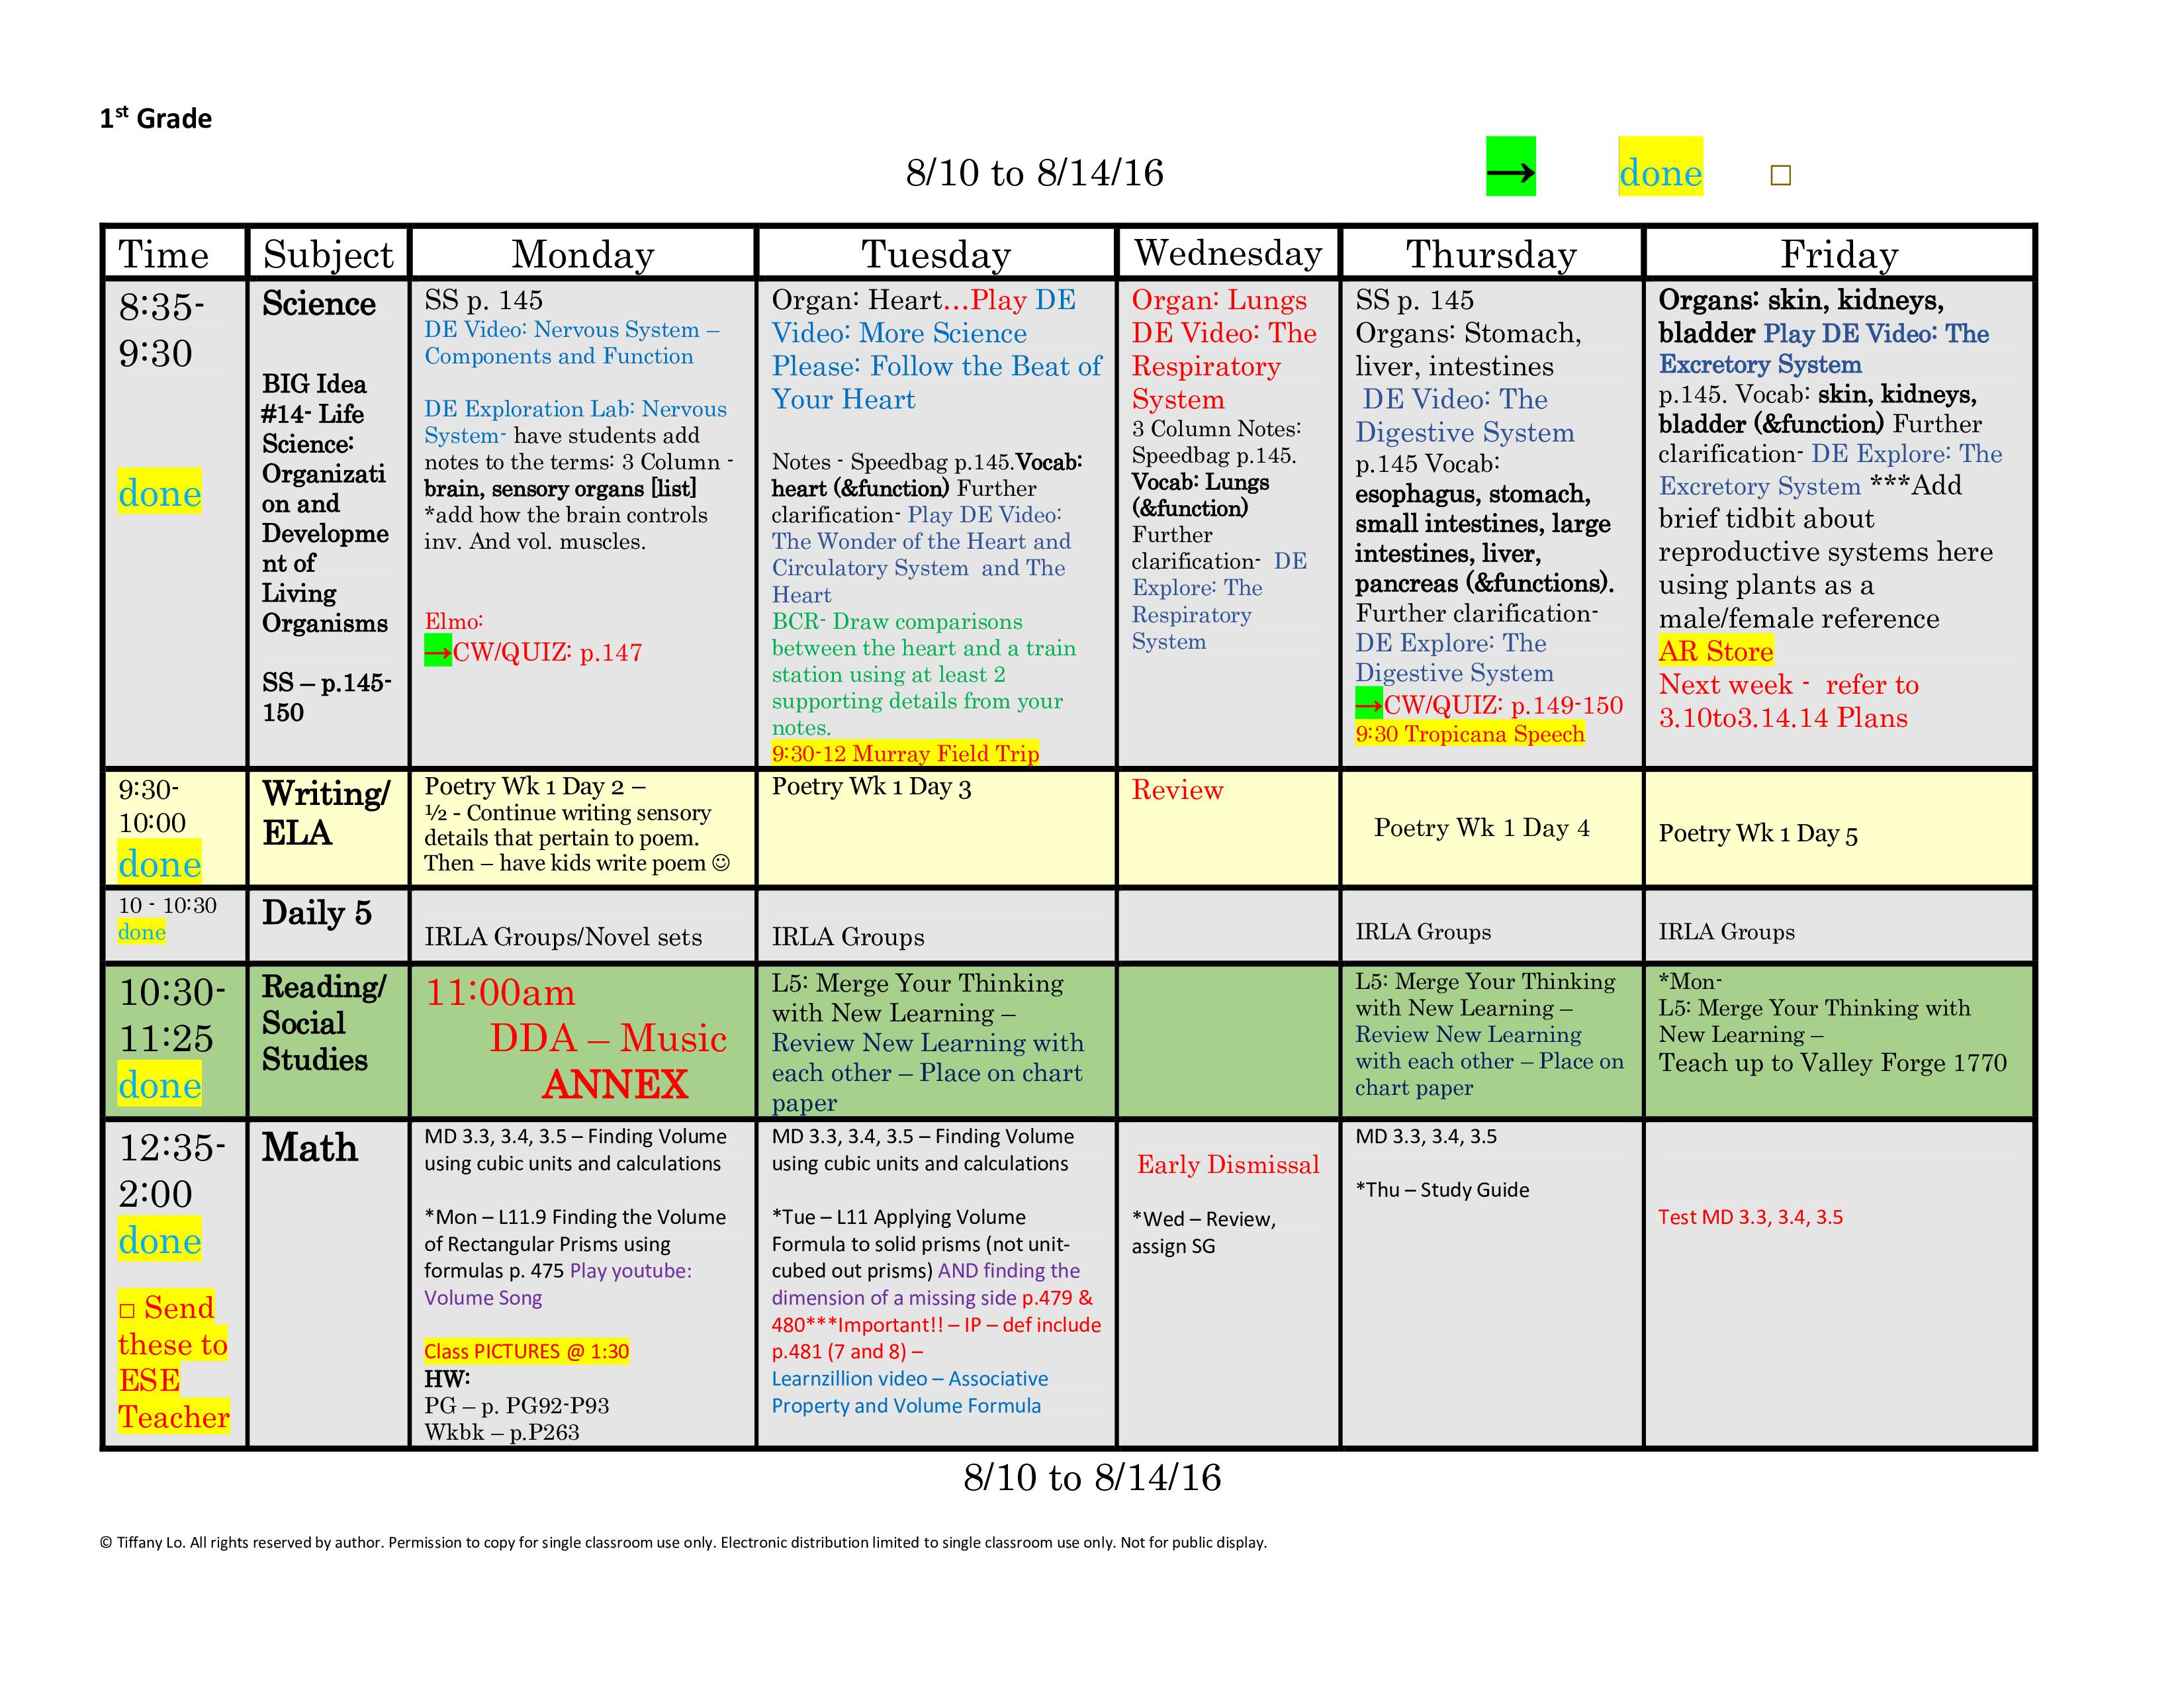 1st Grade
8/10 to 8/14/16 → done □
Time Subject Monday Tuesday Wednesday Thursday Friday
8:35-
9:30
done
Science
BIG Idea
#14- Life
Science:
Organizati
on and
Developme
nt of
Living
Organisms
SS – p.145-
150
SS p. 145
DE Video: Nervous System –
Components and Function
DE Exploration Lab: Nervous
System- have students add
notes to the terms: 3 Column -
brain, sensory organs [list]
*add how the brain controls
inv. And vol. muscles.
Elmo:
→CW/QUIZ: p.147
Organ: Heart…Play DE
Video: More Science
Please: Follow the Beat of
Your Heart
Notes - Speedbag p.145.Vocab:
heart (&function) Further
clarification- Play DE Video:
The Wonder of the Heart and
Circulatory System and The
Heart
BCR- Draw comparisons
between the heart and a train
station using at least 2
supporting details from your
notes.
9:30-12 Murray Field Trip
Organ: Lungs
DE Video: The
Respiratory
System
3 Column Notes:
Speedbag p.145.
Vocab: Lungs
(&function)
Further
clarification- DE
Explore: The
Respiratory
System
SS p. 145
Organs: Stomach,
liver, intestines
DE Video: The
Digestive System
p.145 Vocab:
esophagus, stomach,
small intestines, large
intestines, liver,
pancreas (&functions).
Further clarification-
DE Explore: The
Digestive System
→CW/QUIZ: p.149-150
9:30 Tropicana Speech
Organs: skin, kidneys,
bladder Play DE Video: The
Excretory System
p.145. Vocab: skin, kidneys,
bladder (&function) Further
clarification- DE Explore: The
Excretory System ***Add
brief tidbit about
reproductive systems here
using plants as a
male/female reference
AR Store
Next week - refer to
3.10to3.14.14 Plans
9:30-
10:00
done
Writing/
ELA
Poetry Wk 1 Day 2 –
½ - Continue writing sensory
details that pertain to poem.
Then – have kids write poem ☺
Poetry Wk 1 Day 3
Review
Poetry Wk 1 Day 4
Poetry Wk 1 Day 5
10 - 10:30
done
Daily 5
IRLA Groups/Novel sets
IRLA Groups
IRLA Groups
IRLA Groups
10:30-
11:25
done
Reading/
Social
Studies
11:00am
DDA – Music
ANNEX
L5: Merge Your Thinking
with New Learning –
Review New Learning with
each other – Place on chart
paper
L5: Merge Your Thinking
with New Learning –
Review New Learning
with each other – Place on
chart paper
*Mon-
L5: Merge Your Thinking with
New Learning –
Teach up to Valley Forge 1770
12:35-
2:00
done
□ Send
these to
ESE
Teacher
Math
MD 3.3, 3.4, 3.5 – Finding Volume
using cubic units and calculations
*Mon – L11.9 Finding the Volume
of Rectangular Prisms using
formulas p. 475 Play youtube:
Volume Song
Class PICTURES @ 1:30
HW:
PG – p. PG92-P93
Wkbk – p.P263
MD 3.3, 3.4, 3.5 – Finding Volume
using cubic units and calculations
*Tue – L11 Applying Volume
Formula to solid prisms (not unit-
cubed out prisms) AND finding the
dimension of a missing side p.479 &
480***Important!! – IP – def include
p.481 (7 and 8) –
Learnzillion video – Associative
Property and Volume Formula
Early Dismissal
*Wed – Review,
assign SG
MD 3.3, 3.4, 3.5
*Thu – Study Guide
Test MD 3.3, 3.4, 3.5
8/10 to 8/14/16
© Tiffany Lo. All rights reserved by author. Permission to copy for single classroom use only. Electronic distribution limited to single classroom use only. Not for public display.